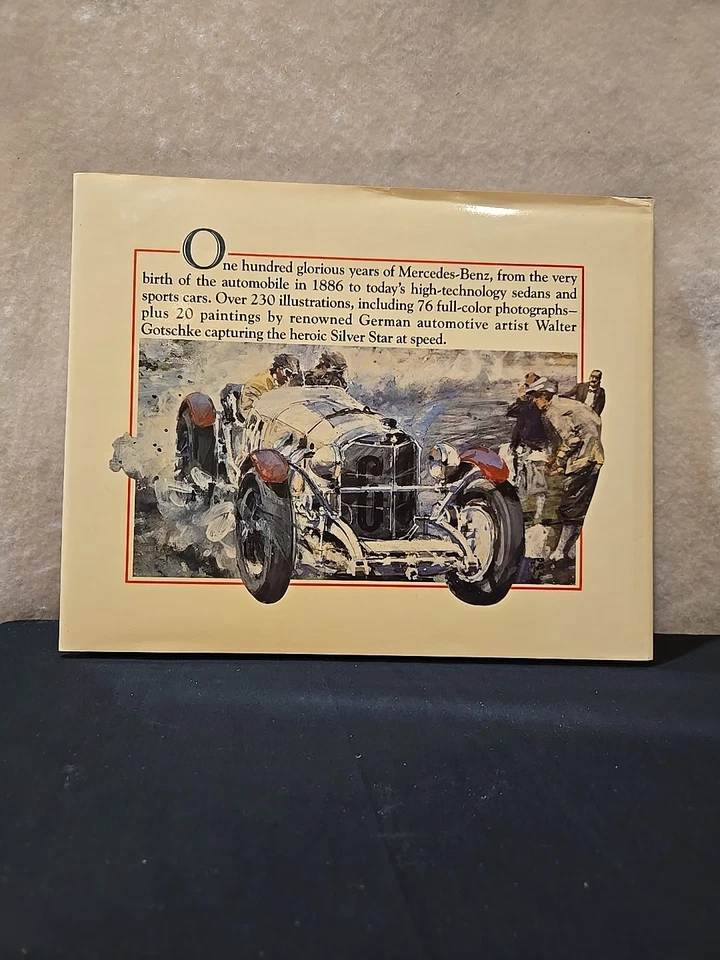 One hundred glorious years of Mercedes-Benz, from the very
birth of the automobile in 1886 to today's high-technology sedans and
sports cars. Over 230 illustrations, including 76 full-color photographs—
plus 20 paintings by renowned German automotive artist Walter
Gotschke capturing the heroic Silver Star at speed.